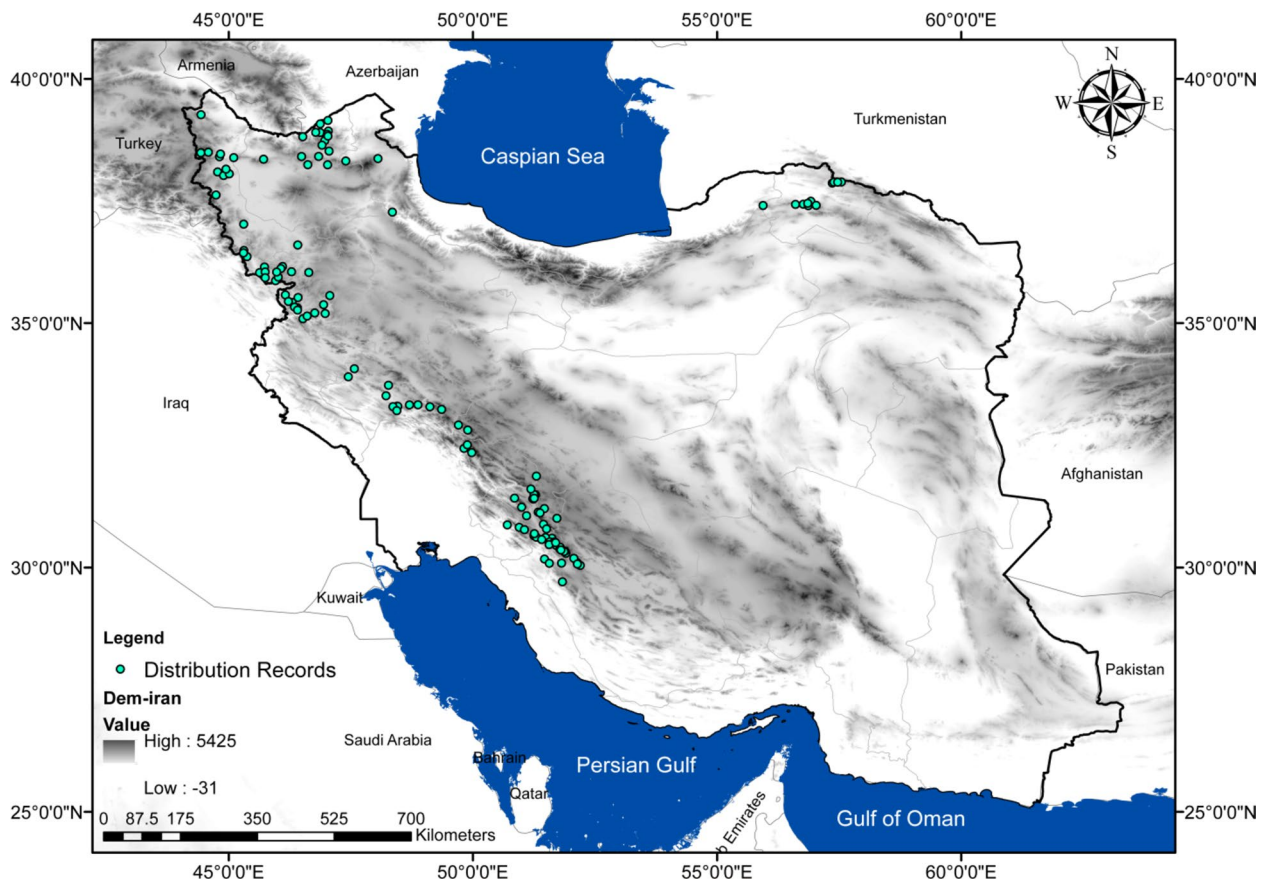 45°0'0"E 50°0'0"E 55°0'0"E 60°0'0"E
40°0'0"N 40°0'0"N
Armenia
Azerbaijan
N
W E
S
Turkey
Turkmenistan
Caspian Sea
35°0'0"N 35°0'0"N
Iraq
Afghanistan
30°0'0"N 30°0'0"N
Kuwait
Legend
Distribution Records
Pakistan
Dem-iran
Value
High : 5425
Saudi Arabia
Bahrain
Persian Gulf
Low : -31
Qatar
25°0'0"N 25°0'0"N
0 87.5 175 350 525 700
Kilometers
b Emirates
Gulf of Oman
45°0'0"E 50°0'0"E 55°0'0"E 60°0'0"E